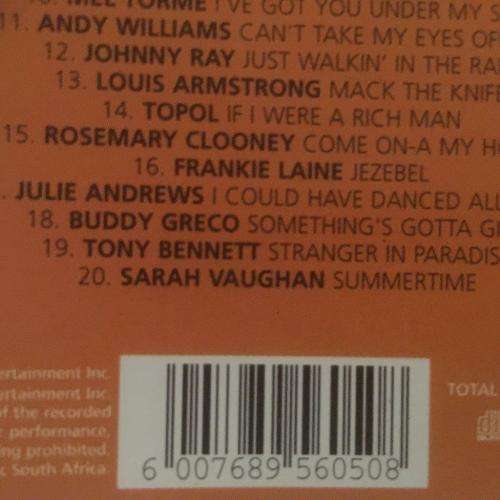 10. MEL TORME I'VE GOT YOU UNDER MY S
11. ANDY WILLIAMS CAN'T TAKE MY EYES OF
12. JOHNNY RAY JUST WALKIN' IN THE RA
13. LOUIS ARMSTRONG MACK THE KNIFE
14. TOPOL IF I WERE A RICH MAN
15. ROSEMARY CLOONEY COME ON-A MY H
16. FRANKIE LAINE JEZEBEL
. JULIE ANDREWS I COULD HAVE DANCED ALL
18. BUDDY GRECO SOMETHING'S GOTTA GI
19. TONY BENNETT STRANGER IN PARADIS
20. SARAH VAUGHAN SUMMERTIME
ertainment Inc.
ertainment Inc.
of the recorded
performance,
ing prohibited.
South Africa.
6 007689 560508
TOTAL